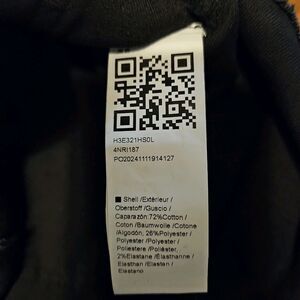 H3E321HS0L
4NRI187
PO20241111914127
■ Shell /Extérieur /
Oberstoff /Guscio /
Caparazón:72%Cotton /
Coton /Baumwolle /Cotone
/Algodón, 26%Polyester /
Polyester /Polyester /
Poliestere /Poliéster,
2%Elastane /Élasthanne /
Elasthan /Elastan /
Elastano